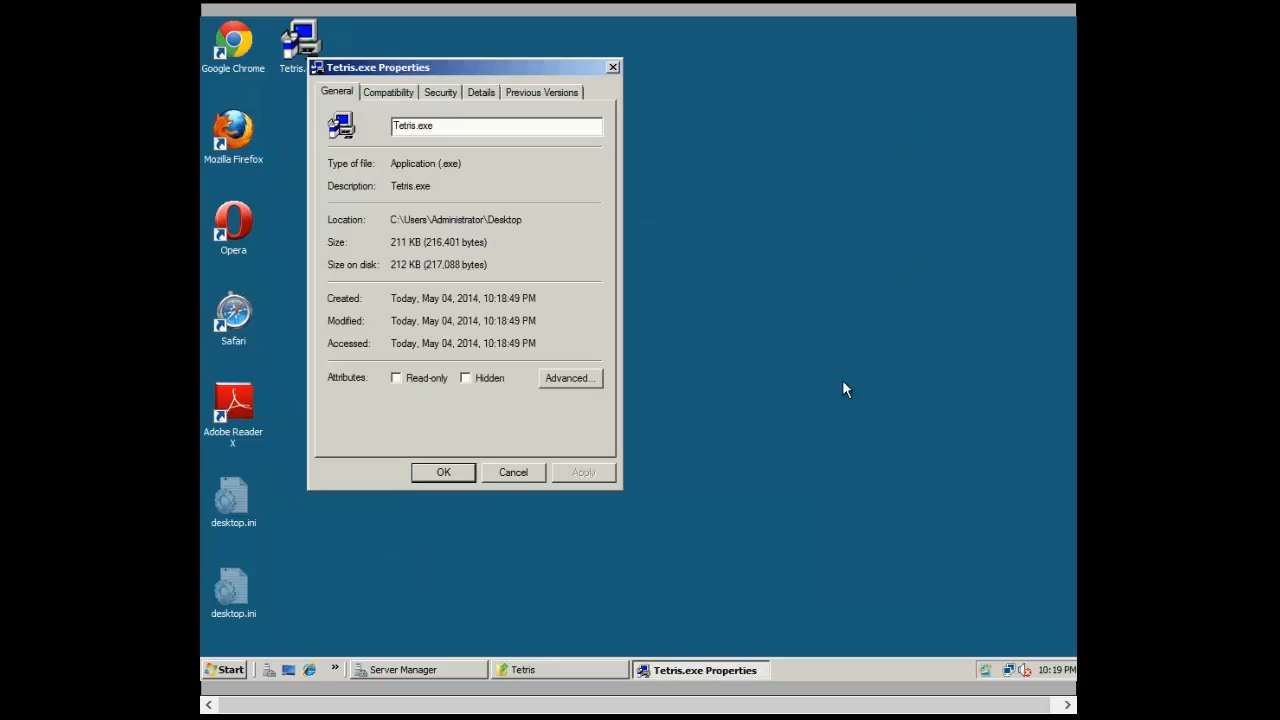 Google Chrome
Tetris.
Mozilla Firefox
Opera
Safari
Adobe Reader
X
desktop.ini
desktop.ini
Tetris.exe Properties
General Compatibility Security Details Previous Versions
Tetris.exe
Type of file: Application (.exe)
Description: Tetris.exe
Location: C:\Users\Administrator\Desktop
Size: 211 KB (216,401 bytes)
Size on disk: 212 KB (217,088 bytes)
Created: Today, May 04, 2014, 10:18:49 PM
Modified: Today, May 04, 2014, 10:18:49 PM
Accessed: Today, May 04, 2014, 10:18:49 PM
Attributes: Read-only Hidden Advanced...
OK Cancel Apply
Start » Server Manager Tetris Tetris.exe Properties 10:19 PM